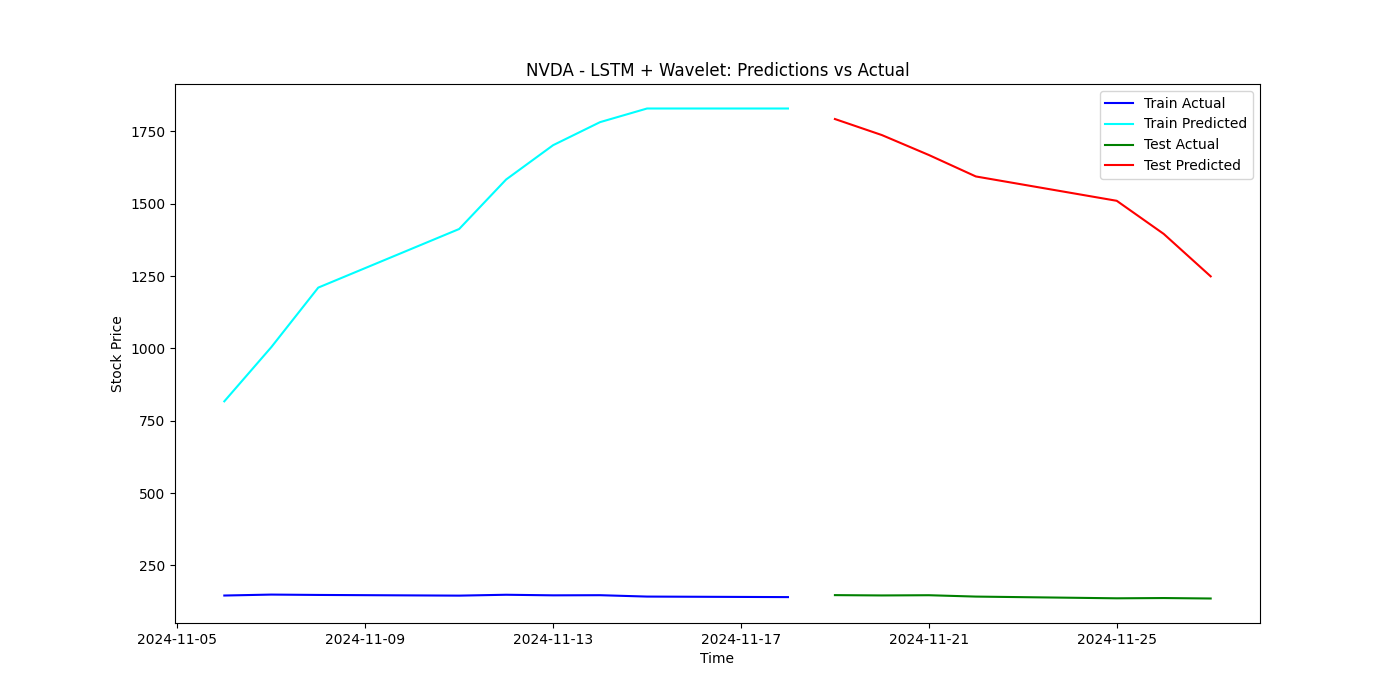 NVDA - LSTM + Wavelet: Predictions vs Actual
Train Actual
Train Predicted
Test Actual
Test Predicted
Stock Price
1750
1500
1250
1000
750
500
250
2024-11-05
2024-11-09
2024-11-13
2024-11-17
2024-11-21
2024-11-25
Time